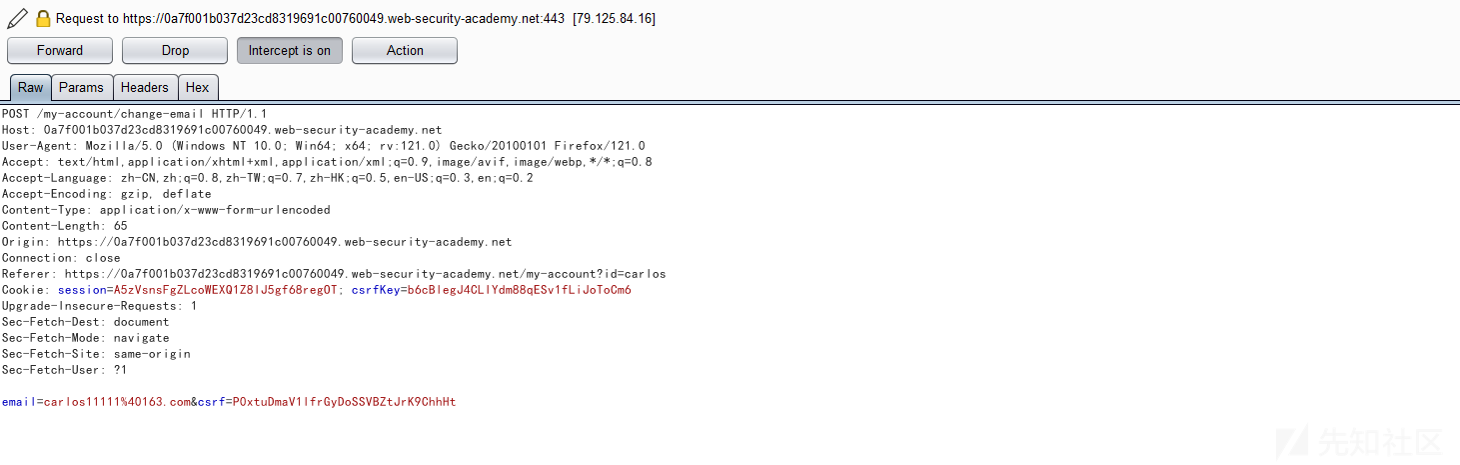 Request to https://0a7f001b037d23cd8319691c00760049.web-security-academy.net:443 [79.125.84.16]
Forward Drop Intercept is on Action
Raw Params Headers Hex
POST /my-account/change-email HTTP/1.1
Host: 0a7f001b037d23cd8319691c00760049.web-security-academy.net
User-Agent: Mozilla/5.0 (Windows NT 10.0; Win64; x64; rv:121.0) Gecko/20100101 Firefox/121.0
Accept: text/html,application/xhtml+xml,application/xml;q=0.9,image/avif,image/webp,*/*;q=0.8
Accept-Language: zh-CN,zh;q=0.8,zh-TW;q=0.7,zh-HK;q=0.5,en-US;q=0.3,en;q=0.2
Accept-Encoding: gzip, deflate
Content-Type: application/x-www-form-urlencoded
Content-Length: 65
Origin: https://0a7f001b037d23cd8319691c00760049.web-security-academy.net
Connection: close
Referer: https://0a7f001b037d23cd8319691c00760049.web-security-academy.net/my-account?id=carlos
Cookie: session=A5zVsnsFgZLcoWEXQ1Z8lJ5gf68regOT; csrfKey=b6cBlegJ4CLlYdm88qESv1fLiJoToCm6
Upgrade-Insecure-Requests: 1
Sec-Fetch-Dest: document
Sec-Fetch-Mode: navigate
Sec-Fetch-Site: same-origin
Sec-Fetch-User: ?1
email=carlos11111%40163.com&csrf=P0xtuDmaV1lfrGyDoSSVBZtJrK9ChhHt
先知社区